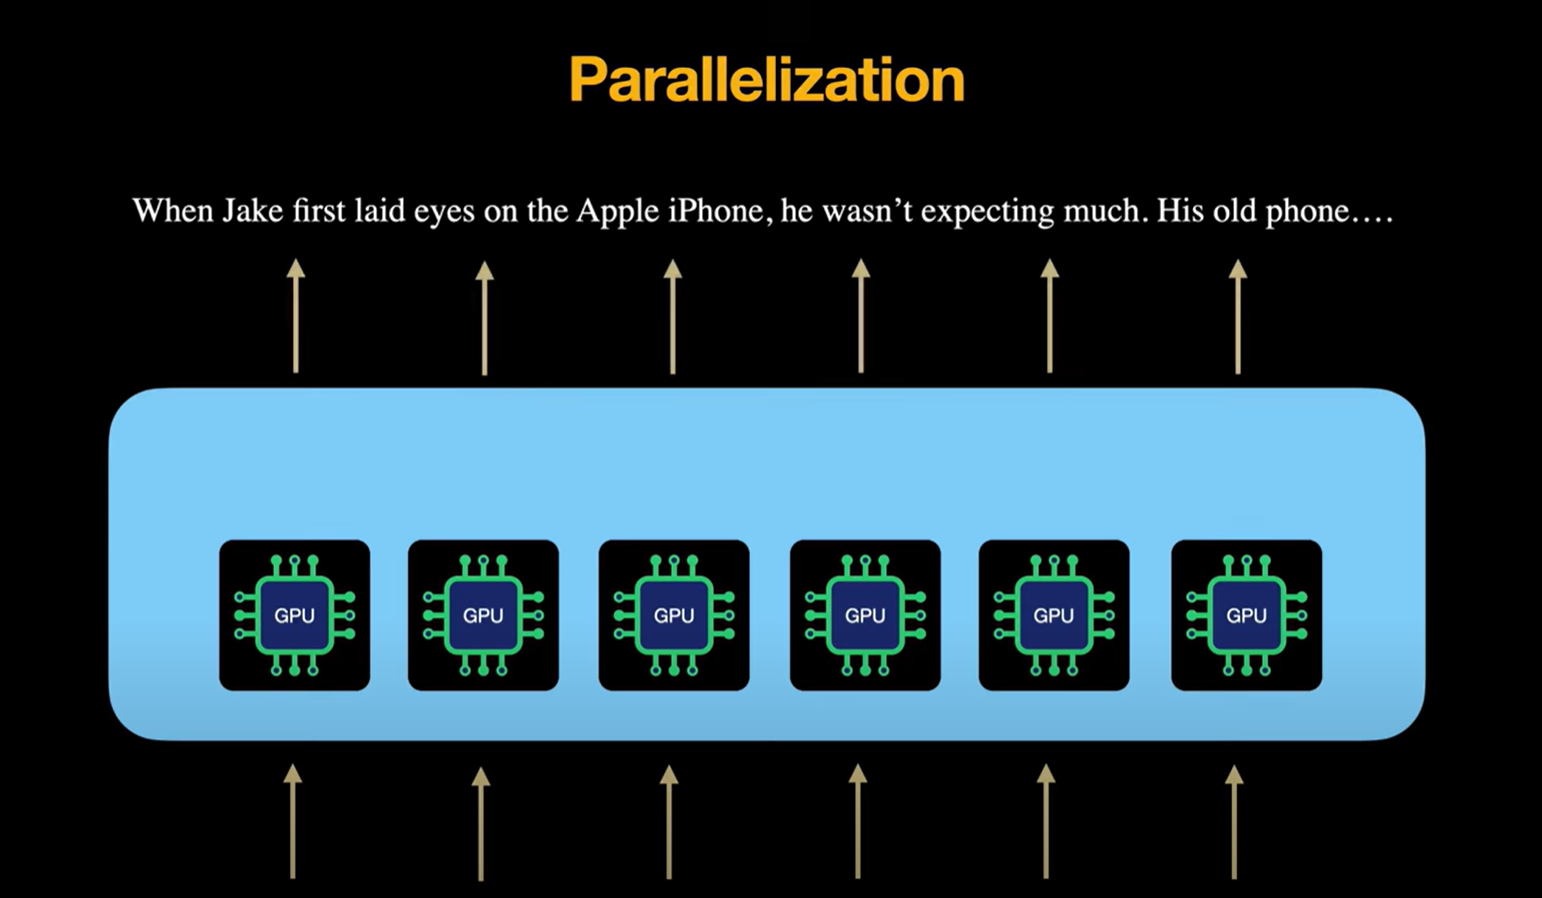 Parallelization
When Jake first laid eyes on the Apple iPhone, he wasn’t expecting much. His old phone….
GPU GPU GPU GPU GPU GPU